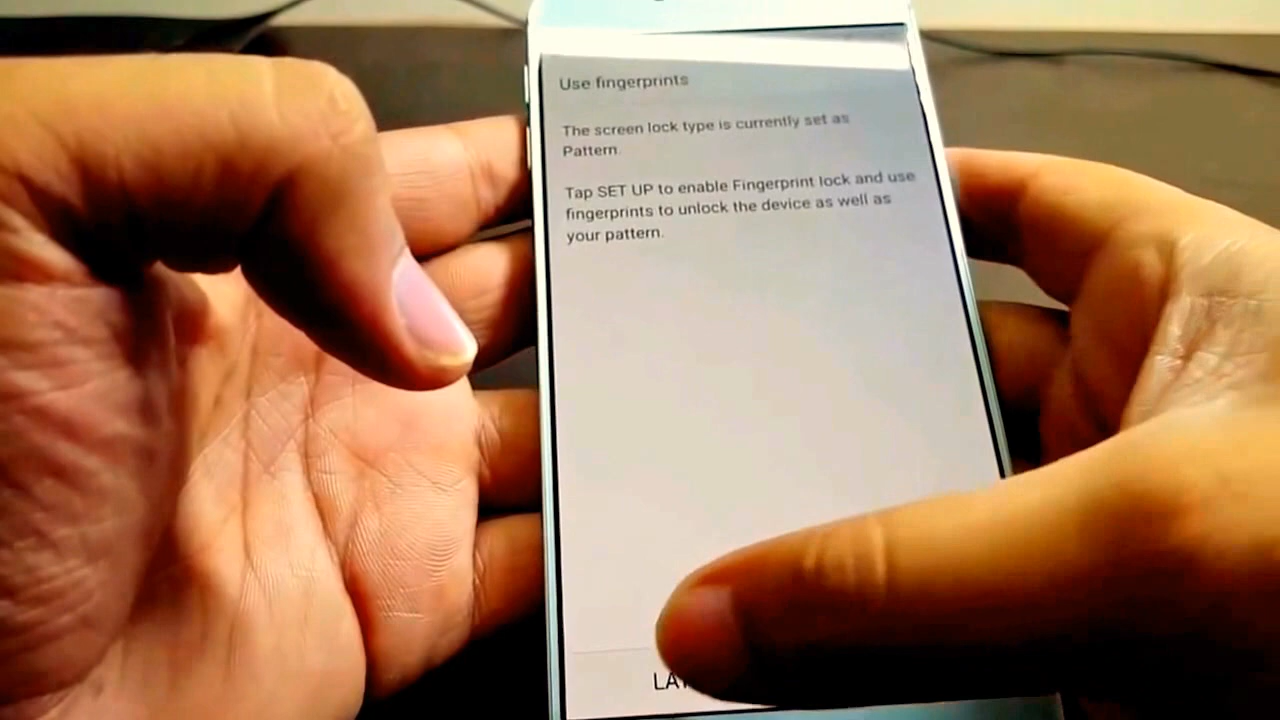 Use fingerprints
The screen lock type is currently set as
Pattern.
Tap SET UP to enable Fingerprint lock and use
fingerprints to unlock the device as well as
your pattern.